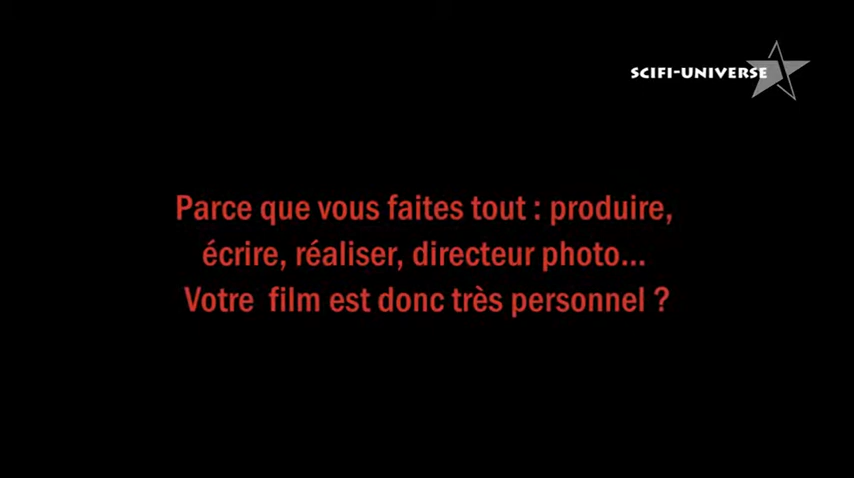 SCIFI-UNIVERSE
Parce que vous faites tout : produire,
écrire, réaliser, directeur photo...
Votre film est donc très personnel ?